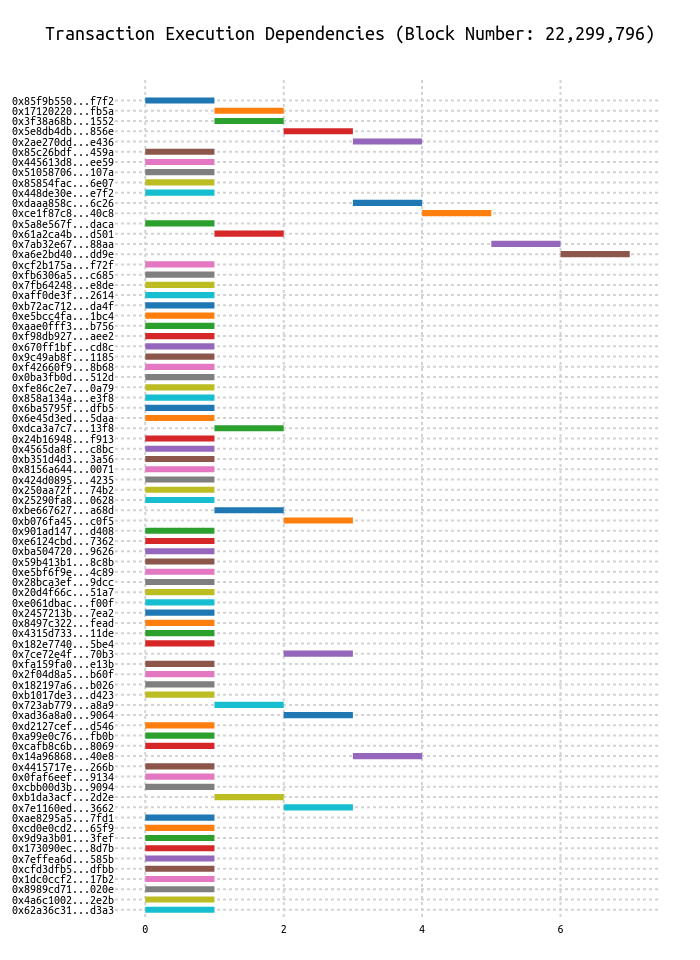 Transaction Execution Dependencies (Block Number: 22,299,796)
0x85f9b550...f7f2
0x17120220...fb5a
0x3f38a68b...1552
0x5e8db4db...856e
0x2ae270dd...e436
0x85c26bdf...459a
0x445613d8...ee59
0x51058706...107a
0x85854fac...6e07
0x448de30e...e7f2
0xdaaa858c...6c26
0xce1f87c8...40c8
0x5a8e567f...daca
0x61a2ca4b...d501
0x7ab32e67...88aa
0xa6e2bd40...dd9e
0xcf2b175a...f72f
0xfb6306a5...c685
0x7fb64248...e8de
0xaff0de3f...2614
0xb72ac712...da4f
0xe5bcc4fa...1bc4
0xaae0fff3...b756
0xf98db927...aee2
0x670ff1bf...cd8c
0x9c49ab8f...1185
0xf42660f9...8b68
0x0ba3fb0d...512d
0xfe86c2e7...0a79
0x858a134a...e3f8
0x6ba5795f...dfb5
0x6e45d3ed...5daa
0xdca3a7c7...13f8
0x24b16948...f913
0x4565da8f...c8bc
0xb351d4d3...3a56
0x8156a644...0071
0x424d0895...4235
0x250aa72f...74b2
0x25290fa8...0628
0xbe667627...a68d
0xb076fa45...c0f5
0x901ad147...d408
0xe6124cbd...7362
0xba504720...9626
0x59b413b1...8c8b
0xe5bf6f9e...4c89
0x28bca3ef...9dcc
0x20d4f66c...51a7
0xe061dbac...f00f
0x2457213b...7ea2
0x8497c322...fead
0x4315d733...11de
0x182e7740...5be4
0x7ce72e4f...70b3
0xfa159fa0...e13b
0x2f04d8a5...b60f
0x182197a6...b026
0xb1017de3...d423
0x723ab779...a8a9
0xad36a8a0...9064
0xd2127cef...d546
0xa99e0c76...fb0b
0xcafb8c6b...8069
0x14a96868...40e8
0x4415717e...266b
0x0faf6eef...9134
0xcbb00d3b...9094
0xb1da3acf...2d2e
0x7e1160ed...3662
0xae8295a5...7fd1
0xcd0e0cd2...65f9
0x9d9a3b01...3fef
0x173090ec...8d7b
0x7effea6d...585b
0xcfd3dfb5...dfbb
0x1dc0ccf2...17b2
0x8989cd71...020e
0x4a6c1002...2e2b
0x62a36c31...d3a3
0 2 4 6